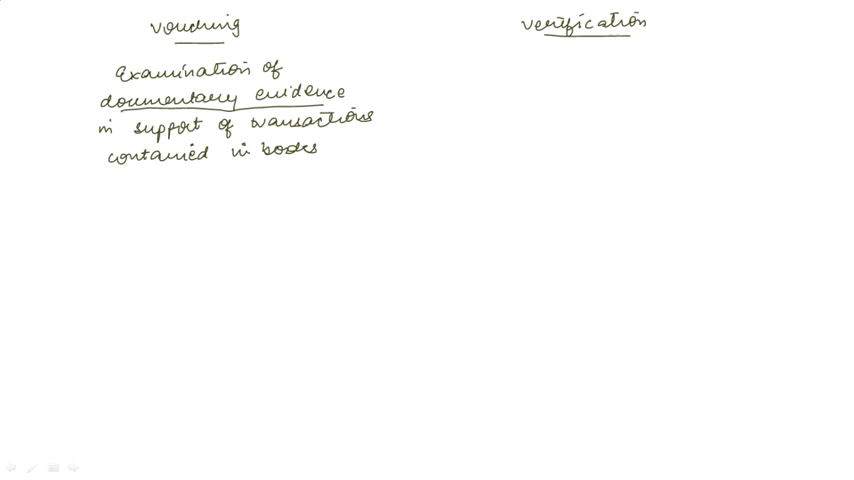 vouching
verification
Examination of
documentary evidence
in support of transactions
contained in books